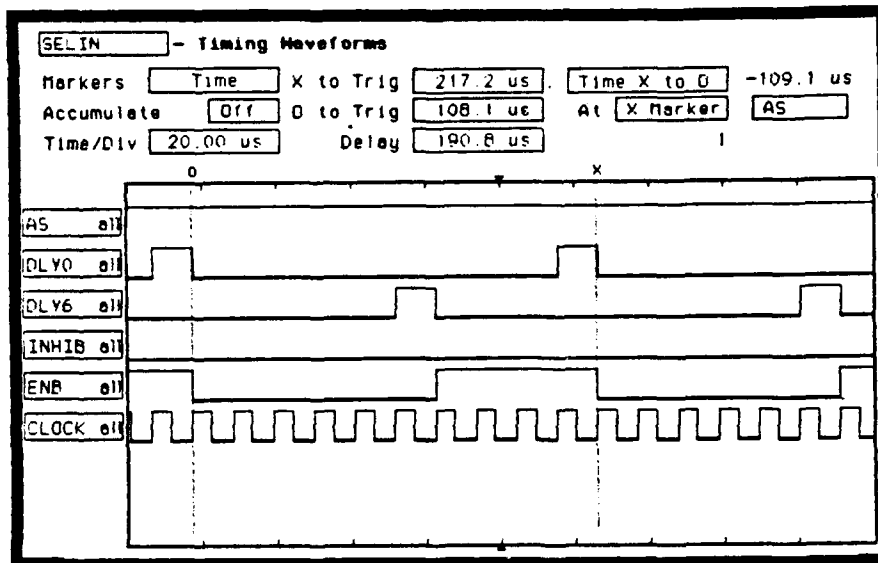 SELIN - Timing Waveforms
Markers Time X to Trig 217.2 us Time X to O -109.1 us
Accumulate Off O to Trig 108.1 us At X Marker AS
Time/Div 20.00 us Delay 190.8 us 1
O X
AS all
DLY0 all
DLY6 all
INHIB all
ENB all
CLOCK all